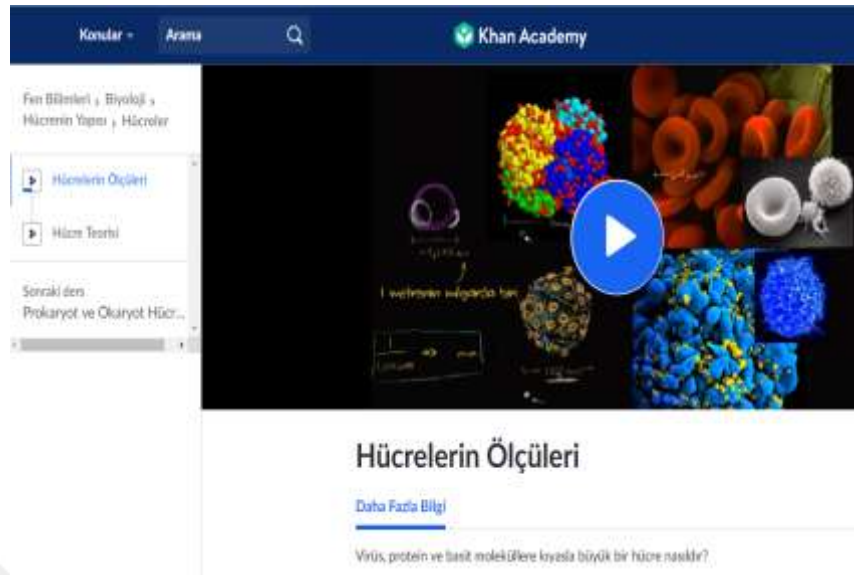 Konular
Arama
Khan Academy
Fen Bilimleri > Biyoloji >
Hücrenin Yapısı > Hücreler
Hücrelerin Ölçüleri
Hücre Teorisi
Sonraki ders
Prokaryot ve Ökaryot Hücr...
1 metrenin milyarda biri
Hücrelerin Ölçüleri
Daha Fazla Bilgi
Virüs, protein ve basit moleküllere kıyasla büyük bir hücre nasıldır?